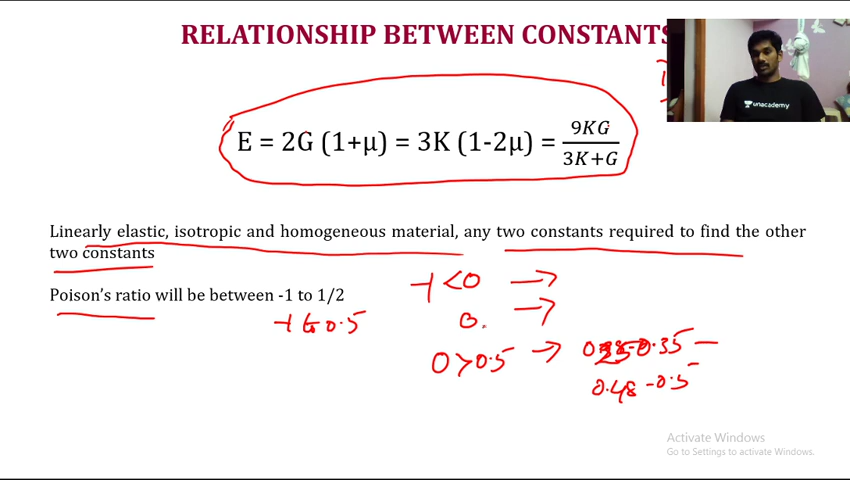 RELATIONSHIP BETWEEN CONSTANTS
unacademy
E = 2G (1+μ) = 3K (1-2μ) = 9KG / 3K+G
Linearly elastic, isotropic and homogeneous material, any two constants required to find the other
two constants
Poison's ratio will be between -1 to 1/2
-1 to 0.5
-1 < 0 →
0. →
0 > 0.5 → 0.35 —
0.48 - 0.5
Activate Windows
Go to Settings to activate Windows.